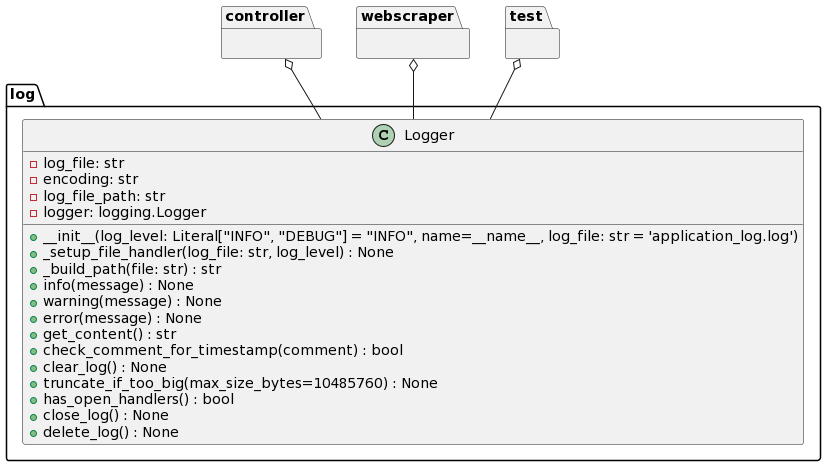 controller
webscraper
test
log
C Logger
log_file: str
encoding: str
log_file_path: str
logger: logging.Logger
__init__(log_level: Literal["INFO", "DEBUG"] = "INFO", name=__name__, log_file: str = 'application_log.log')
_setup_file_handler(log_file: str, log_level) : None
_build_path(file: str) : str
info(message) : None
warning(message) : None
error(message) : None
get_content() : str
check_comment_for_timestamp(comment) : bool
clear_log() : None
truncate_if_too_big(max_size_bytes=10485760) : None
has_open_handlers() : bool
close_log() : None
delete_log() : None